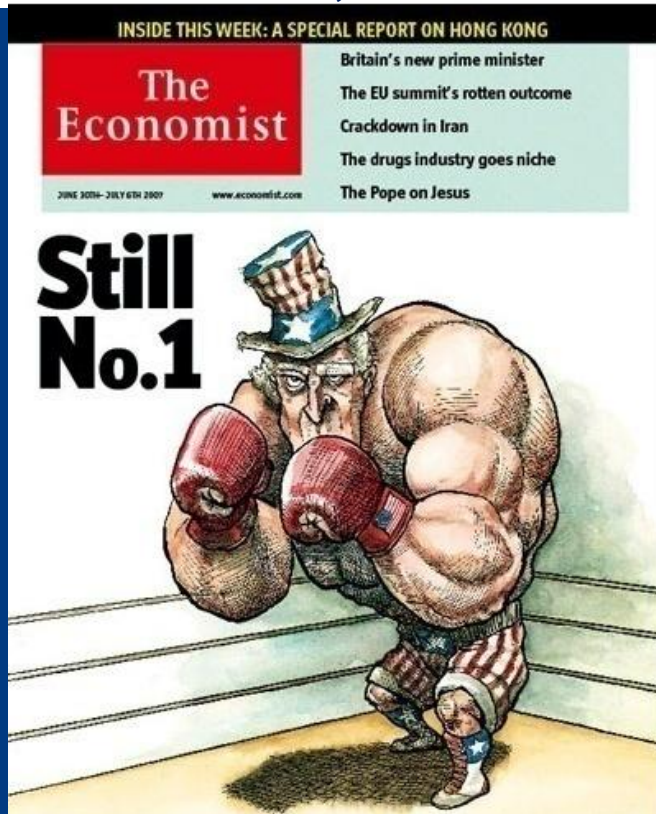 INSIDE THIS WEEK: A SPECIAL REPORT ON HONG KONG
The
Economist
JUNE 30TH–JULY 6TH 2007
www.economist.com
Britain's new prime minister
The EU summit's rotten outcome
Crackdown in Iran
The drugs industry goes niche
The Pope on Jesus
Still
No.1